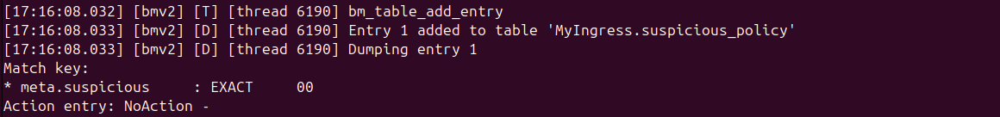 [17:16:08.032] [bmv2] [T] [thread 6190] bm_table_add_entry
[17:16:08.033] [bmv2] [D] [thread 6190] Entry 1 added to table 'MyIngress.suspicious_policy'
[17:16:08.033] [bmv2] [D] [thread 6190] Dumping entry 1
Match key:
* meta.suspicious     : EXACT     00
Action entry: NoAction -